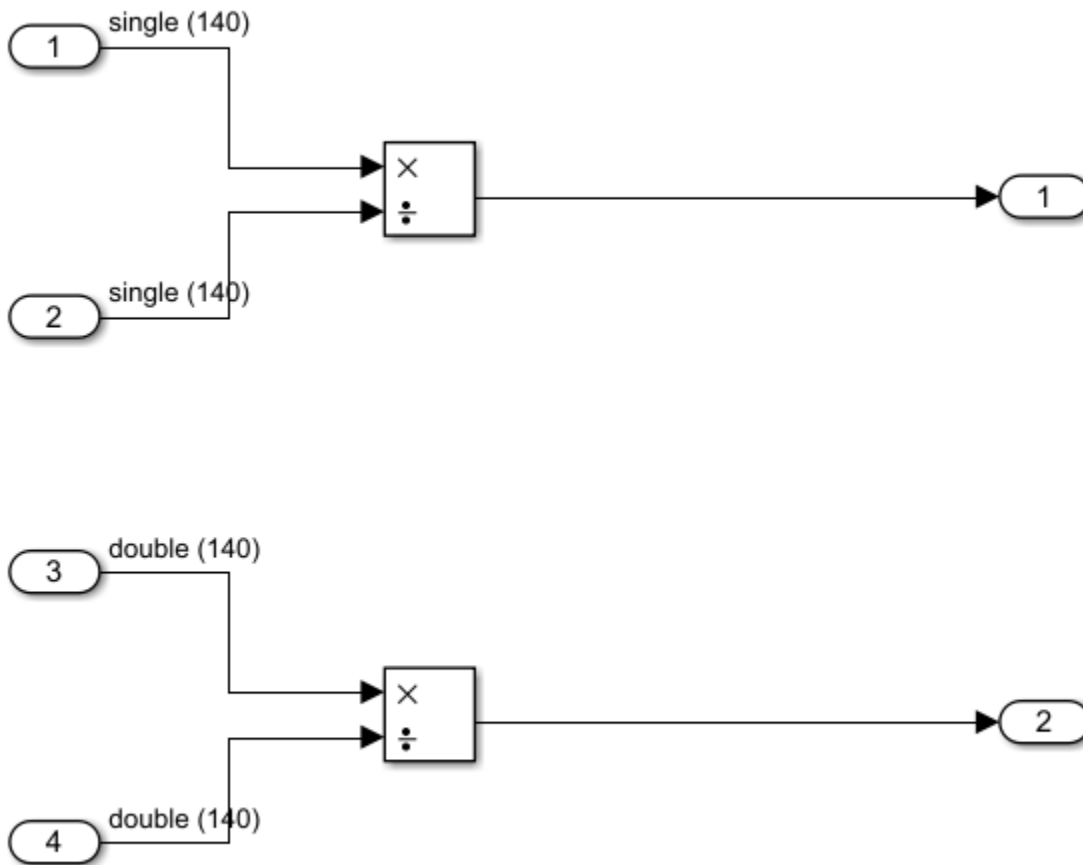 single (140)
1
×
÷
1
single (140)
2
double (140)
3
×
÷
2
double (140)
4